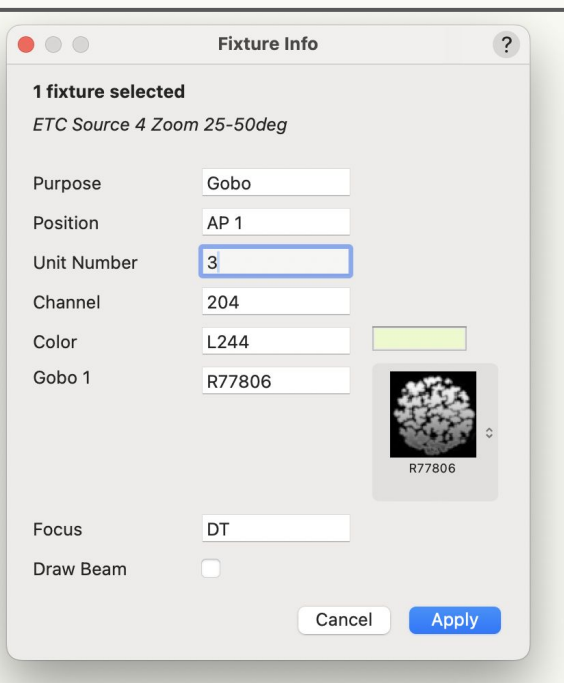 Fixture Info ?
1 fixture selected
ETC Source 4 Zoom 25-50deg
Purpose Gobo
Position AP 1
Unit Number 3
Channel 204
Color L244
Gobo 1 R77806
R77806
Focus DT
Draw Beam
Cancel Apply